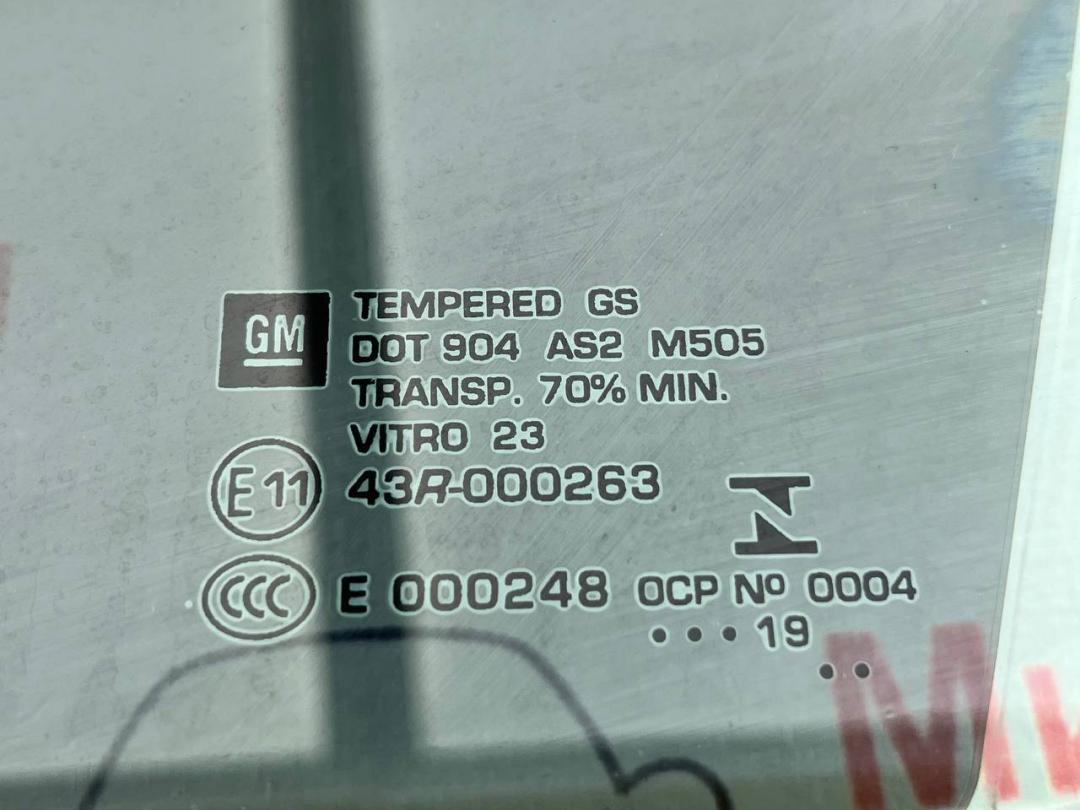 GM
TEMPERED GS
DOT 904 AS2 M505
TRANSP. 70% MIN.
VITRO 23
E11 43R-000263
CCC E 000248 OCP Nº 0004
• • • 19
• •
M